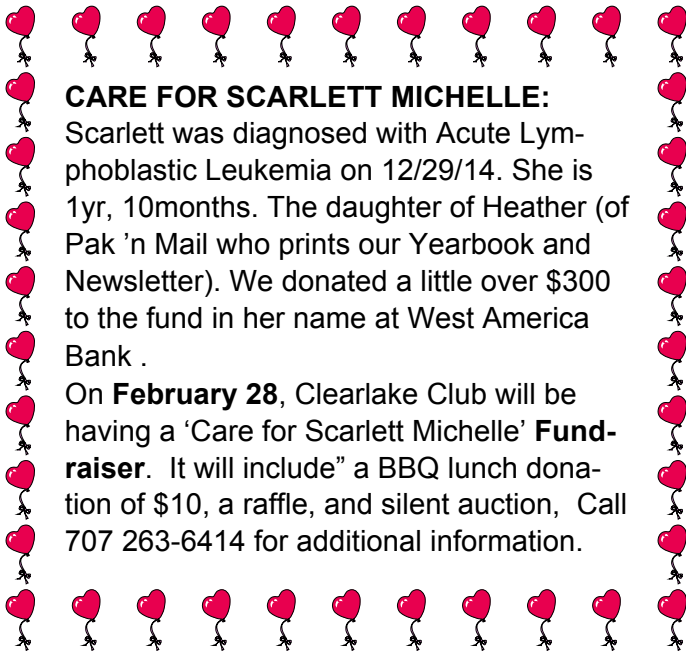 CARE FOR SCARLETT MICHELLE:
Scarlett was diagnosed with Acute Lym-
phoblastic Leukemia on 12/29/14. She is
1yr, 10months. The daughter of Heather (of
Pak ’n Mail who prints our Yearbook and
Newsletter). We donated a little over $300
to the fund in her name at West America
Bank .
On February 28, Clearlake Club will be
having a ‘Care for Scarlett Michelle’ Fund-
raiser.  It will include” a BBQ lunch dona-
tion of $10, a raffle, and silent auction,  Call
707 263-6414 for additional information.